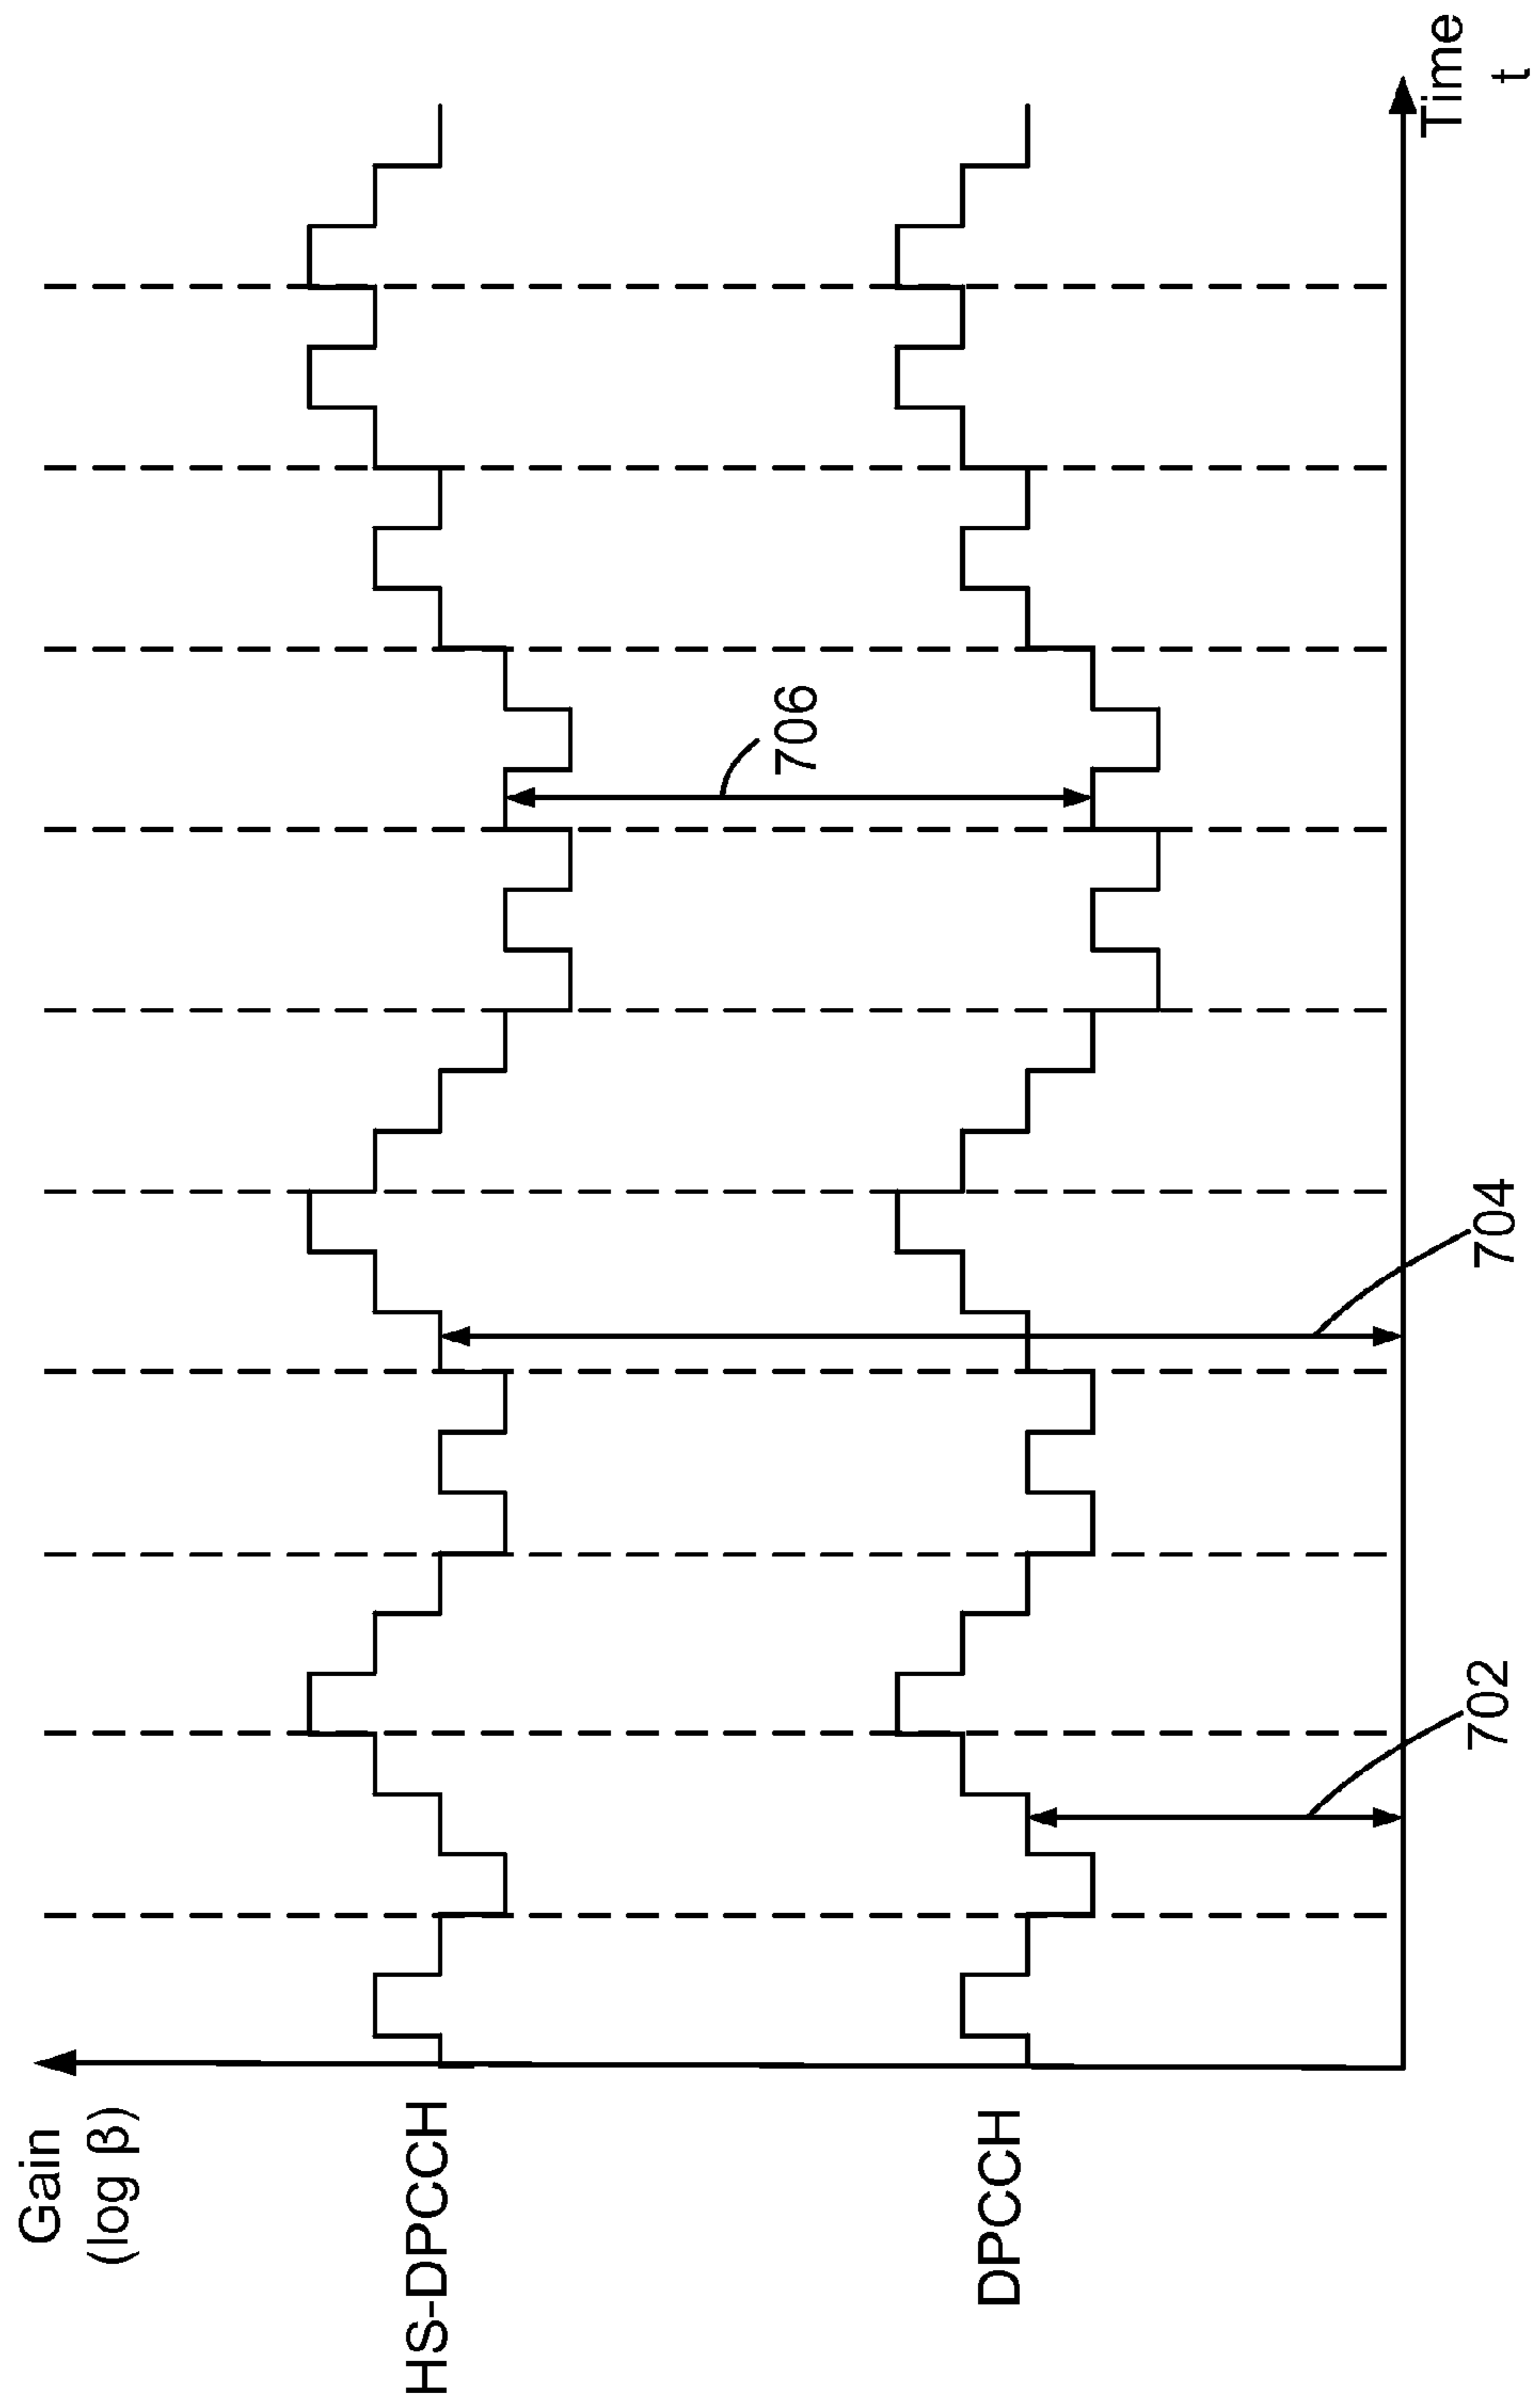 Gain
(log β)
HS-DPCCH
DPCCH
706
704
702
Time
t